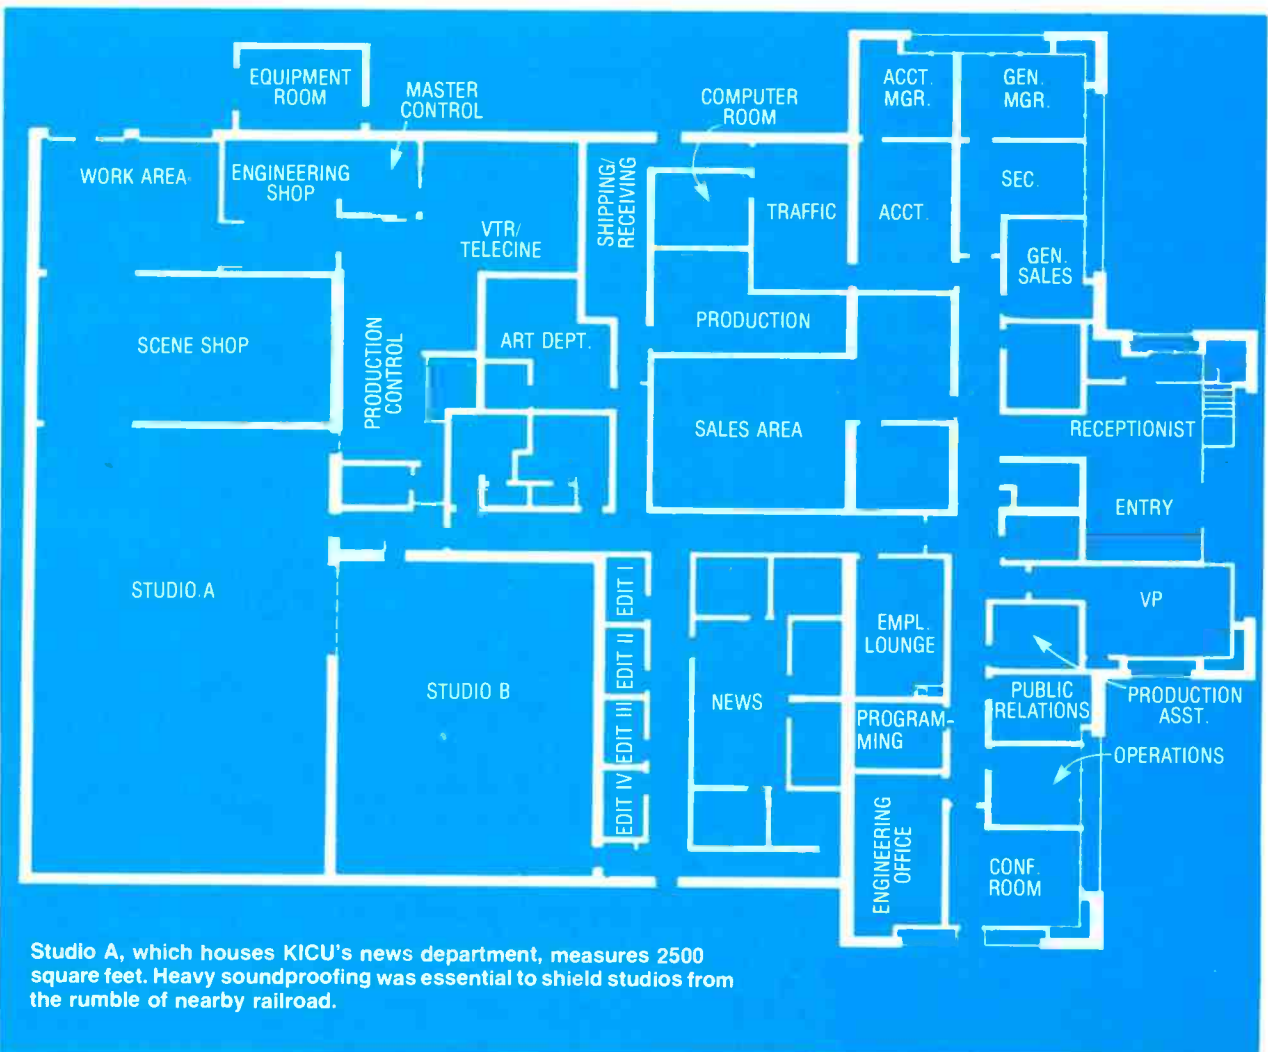 EQUIPMENT
ROOM
MASTER
CONTROL
COMPUTER
ROOM
ACCT.
MGR.
GEN.
MGR.
WORK AREA
ENGINEERING
SHOP
SHIPPING/
RECEIVING
TRAFFIC
ACCT.
SEC.
VTR/
TELECINE
GEN.
SALES
SCENE SHOP
PRODUCTION
CONTROL
ART DEPT.
PRODUCTION
SALES AREA
RECEPTIONIST
ENTRY
STUDIO A
STUDIO B
EDIT I
EDIT II
EDIT III
EDIT IV
NEWS
EMPL.
LOUNGE
PROGRAM-
MING
ENGINEERING
OFFICE
VP
PUBLIC
RELATIONS
PRODUCTION
ASST.
OPERATIONS
CONF.
ROOM
Studio A, which houses KICU's news department, measures 2500
square feet. Heavy soundproofing was essential to shield studios from
the rumble of nearby railroad.